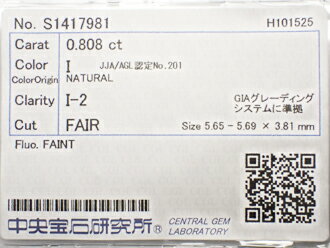 No. S1417981 H101525
Carat 0.808 ct
Color I JJA/AGL認定No.201
ColorOrigin NATURAL
Clarity I-2 GIAグレーディング
システムに準拠
Cut FAIR Size 5.65 - 5.69 × 3.81 mm
Fluo. FAINT
中央宝石研究所® CENTRAL GEM
LABORATORY